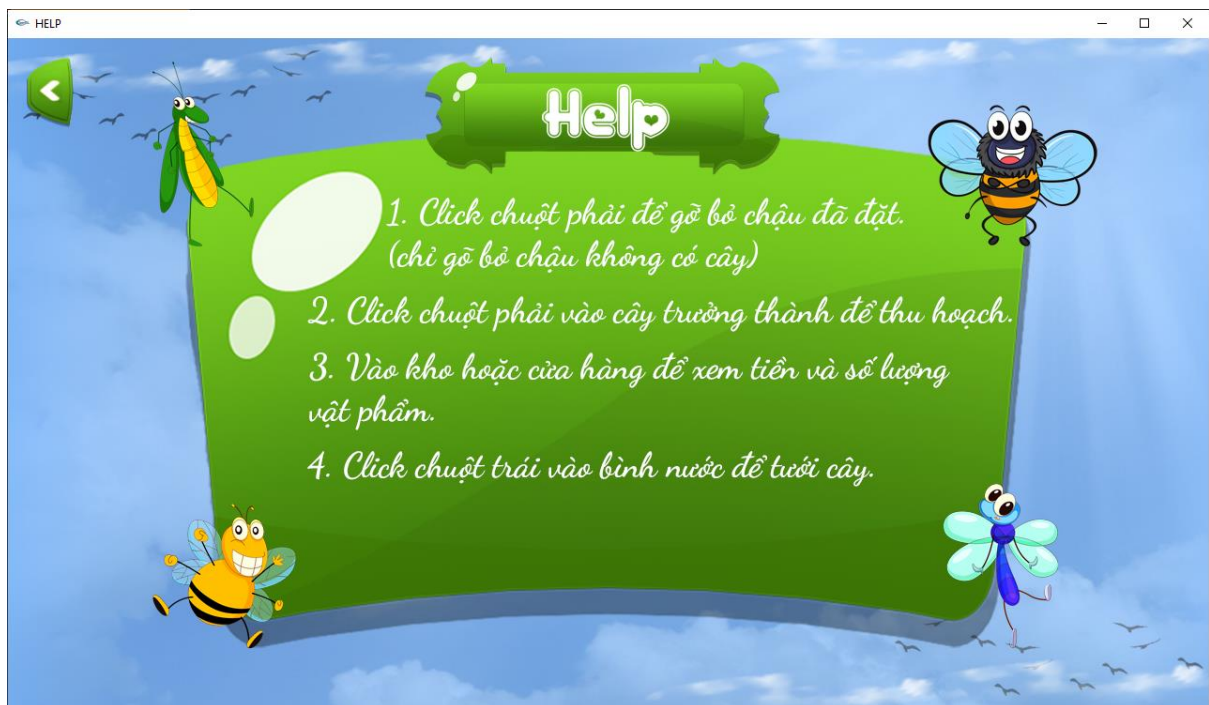 HELP
Help
1. Click chuột phải để gỡ bỏ chậu đã đặt.
(chỉ gỡ bỏ chậu không có cây)
2. Click chuột phải vào cây trưởng thành để thu hoạch.
3. Vào kho hoặc cửa hàng để xem tiền và số lượng
vật phẩm.
4. Click chuột trái vào bình nước để tưới cây.